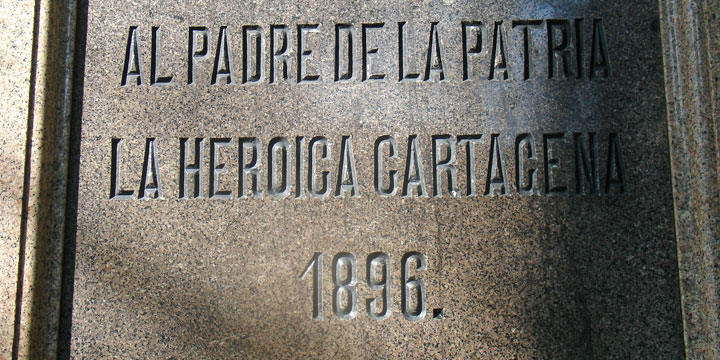 AL PADRE DE LA PATRIA
LA HEROICA CARTAGENA
1896.